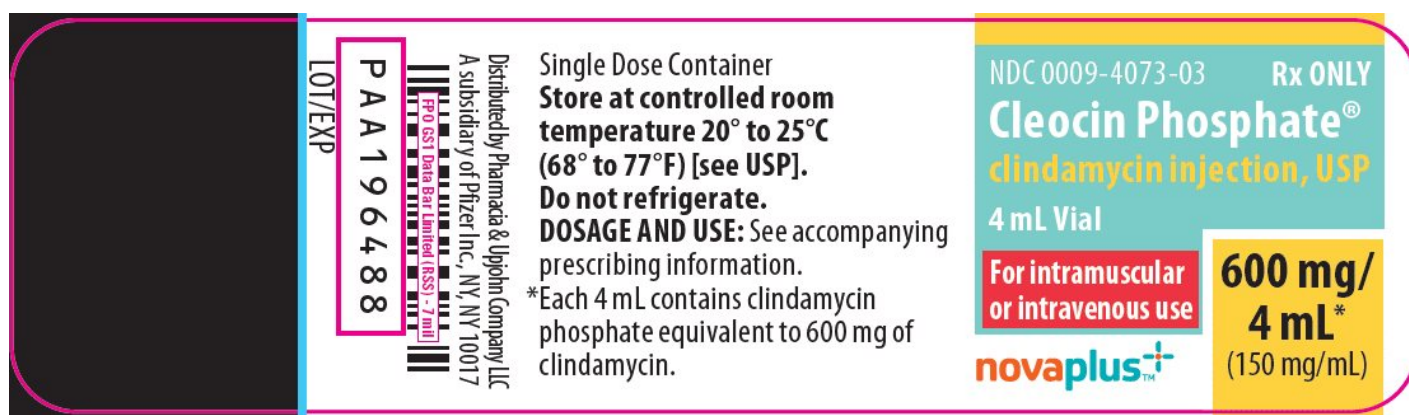 LOT/EXP
PAA196488
FPO GS1 Data Bar Limited (RSS) - 7 mil
Distributed by Pharmacia & Upjohn Company LLC
A subsidiary of Pfizer Inc., NY, NY 10017
Single Dose Container
Store at controlled room
temperature 20° to 25°C
(68° to 77°F) [see USP].
Do not refrigerate.
DOSAGE AND USE: See accompanying
prescribing information.
*Each 4 mL contains clindamycin
phosphate equivalent to 600 mg of
clindamycin.
NDC 0009-4073-03 Rx ONLY
Cleocin Phosphate®
clindamycin injection, USP
4 mL Vial
For intramuscular
or intravenous use
600 mg/
4 mL*
(150 mg/mL)
novaplus™